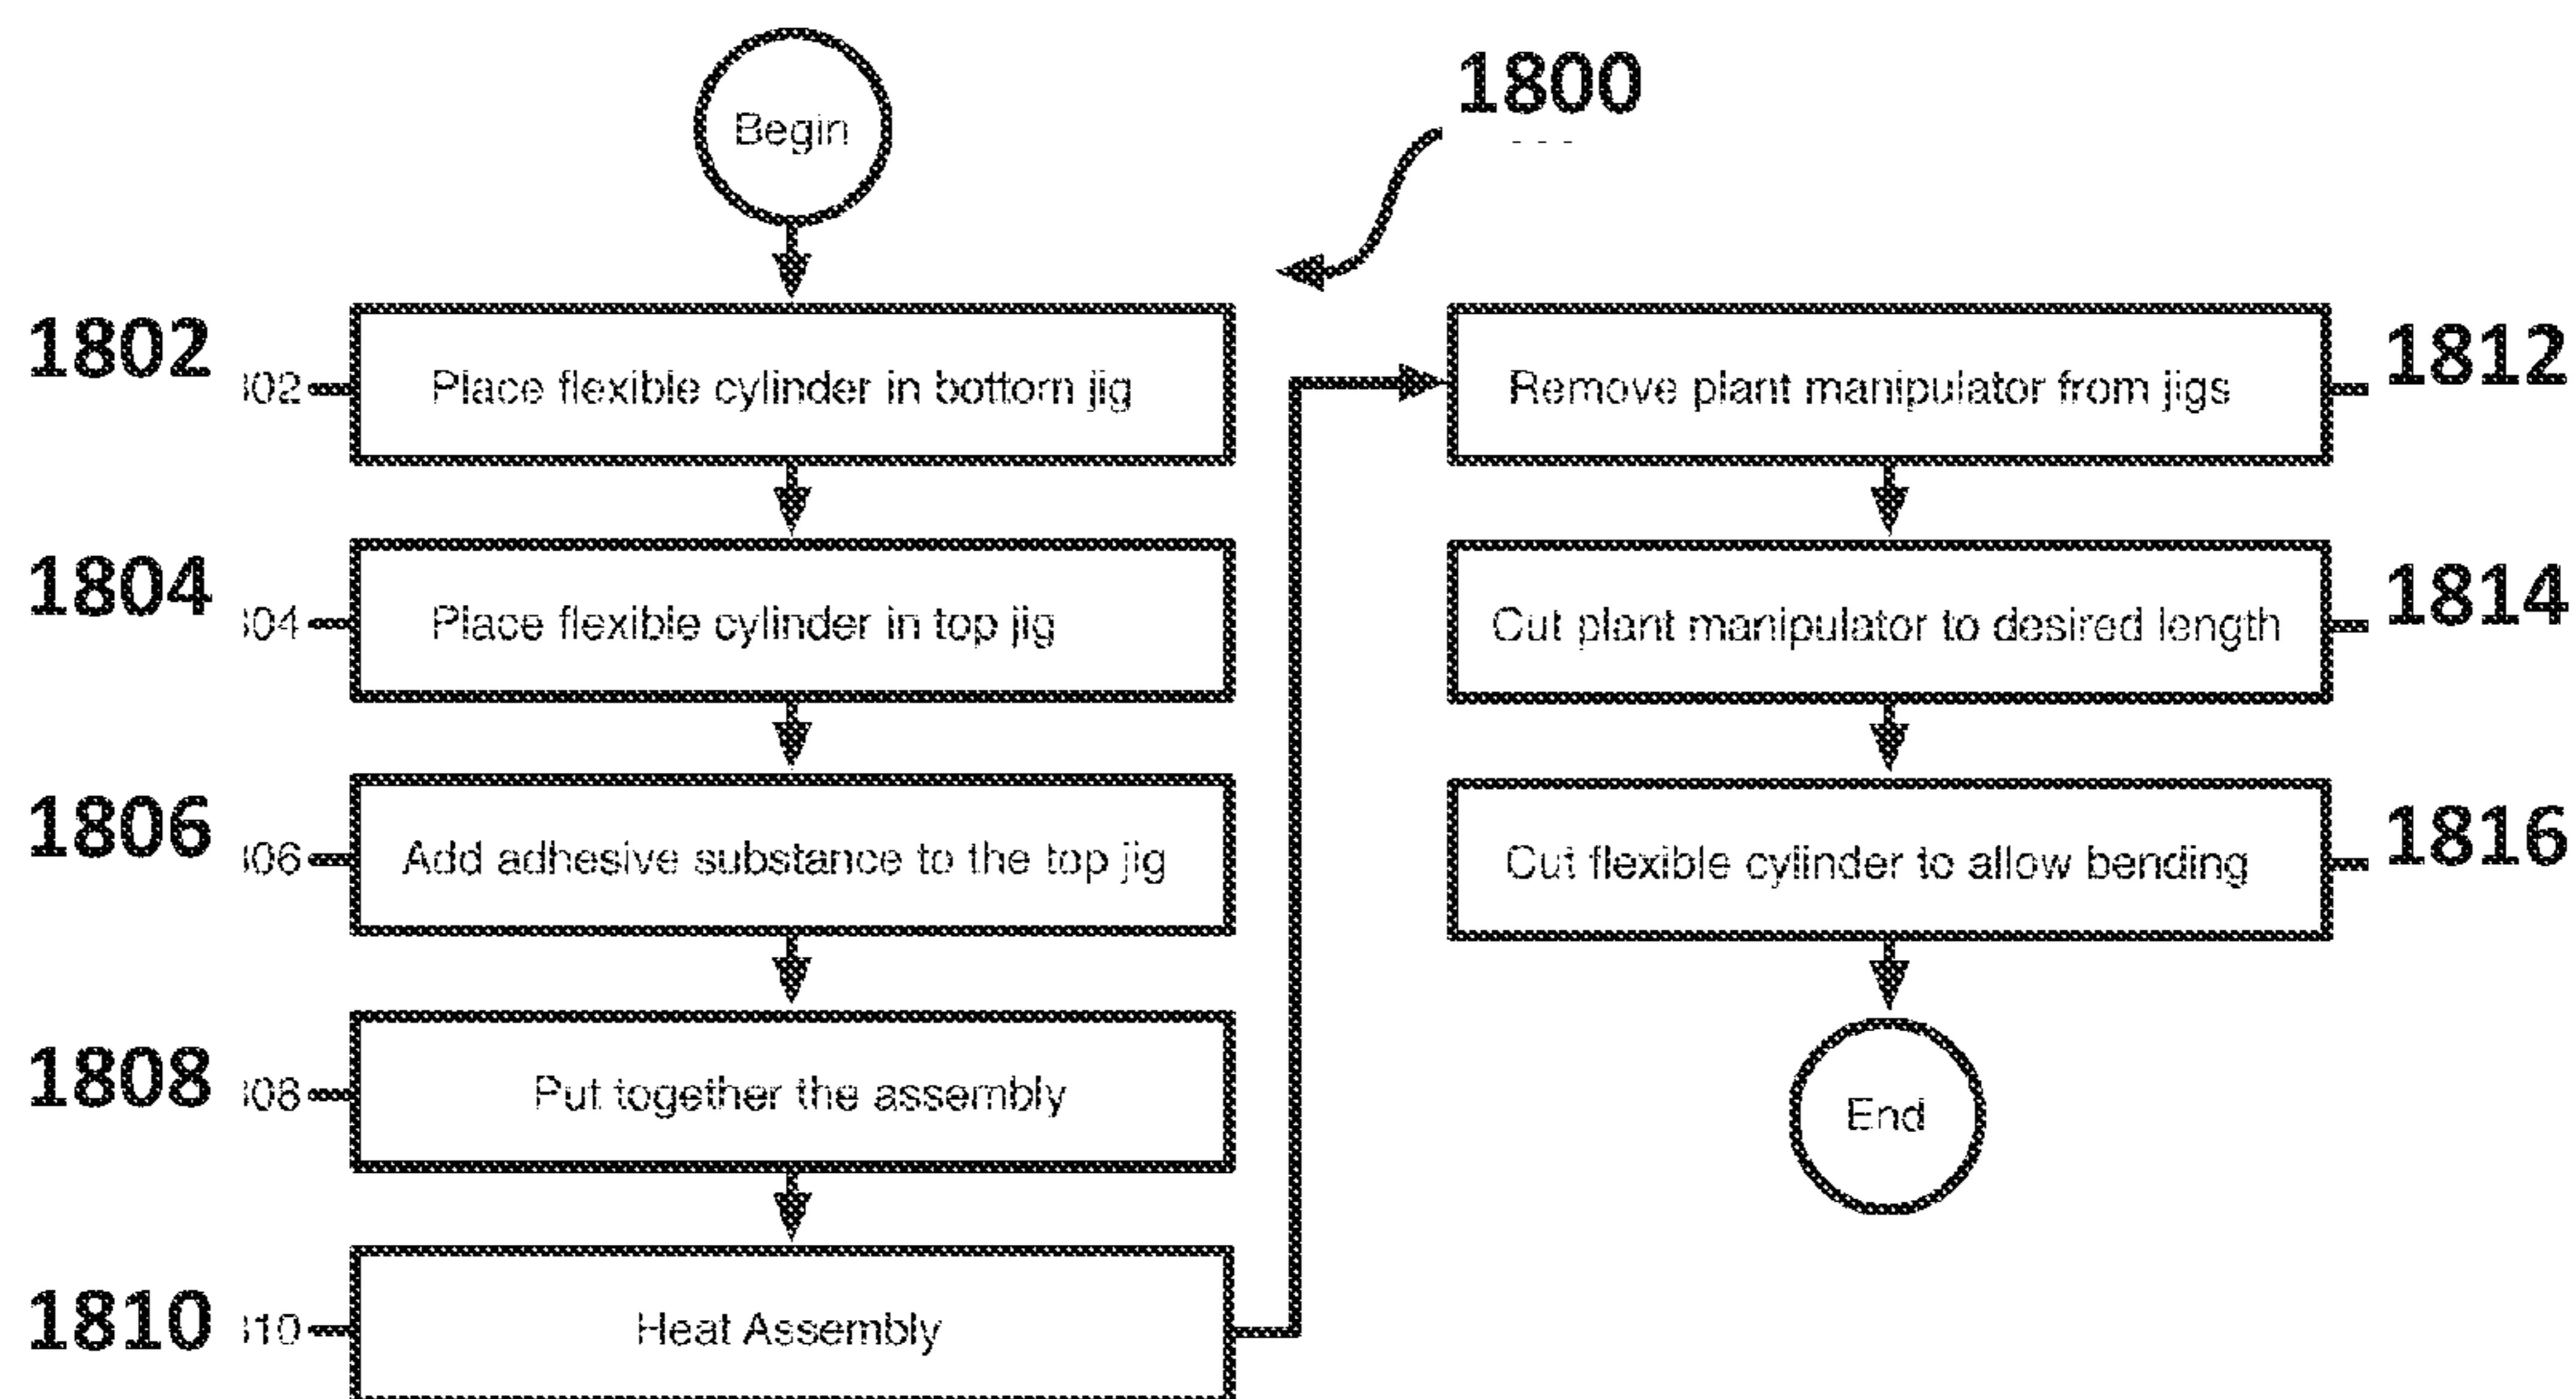 Begin
1800
1802
Place flexible cylinder in bottom jig
1804
Place flexible cylinder in top jig
1806
Add adhesive substance to the top jig
1808
Put together the assembly
1810
Heat Assembly
Remove plant manipulator from jigs
1812
Cut plant manipulator to desired length
1814
Cut flexible cylinder to allow bending
1816
End